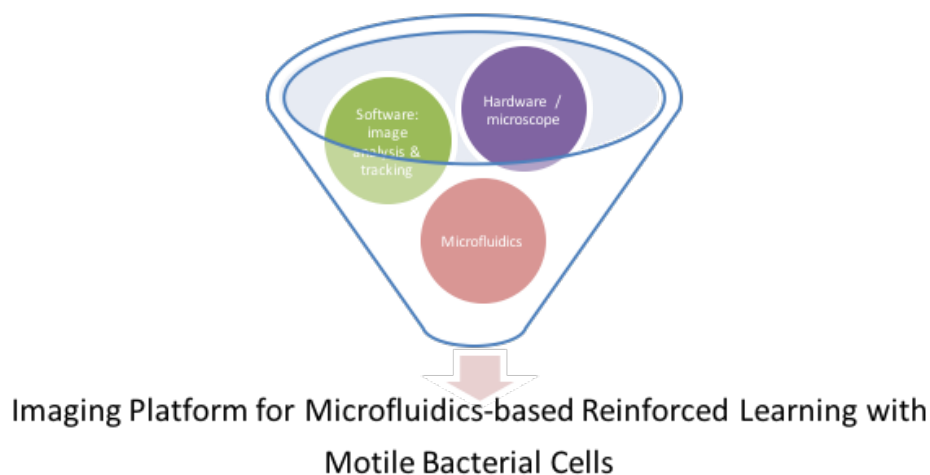 Hardware /
microscope
Software:
image
analysis &
tracking
Microfluidics
Imaging Platform for Microfluidics-based Reinforced Learning with
Motile Bacterial Cells